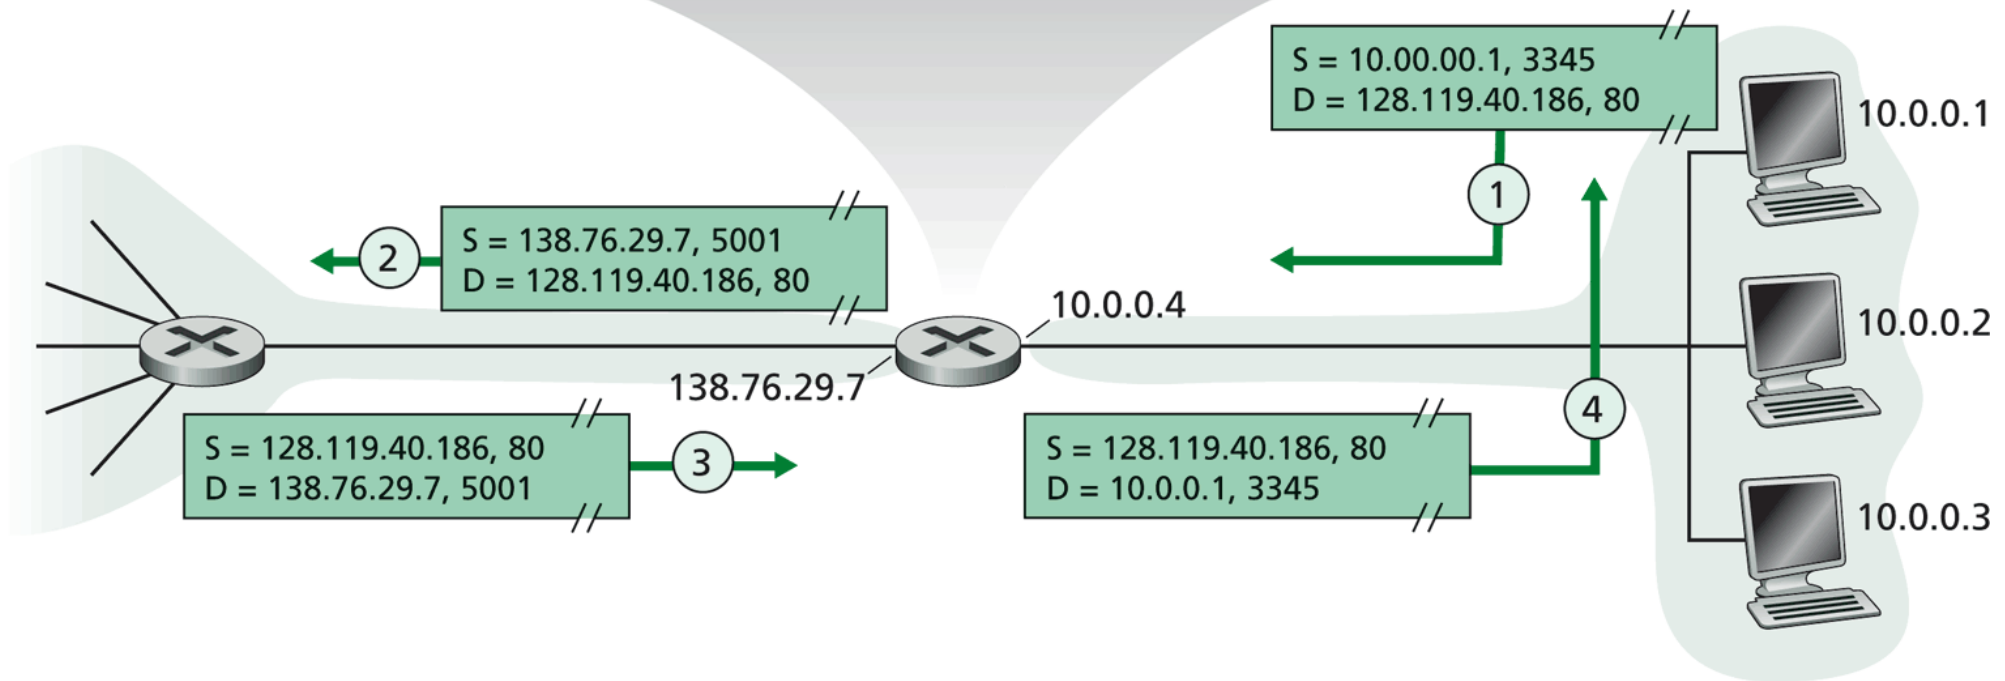 S = 10.00.00.1, 3345
D = 128.119.40.186, 80
10.0.0.1
1
S = 138.76.29.7, 5001
D = 128.119.40.186, 80
2
10.0.0.4
10.0.0.2
138.76.29.7
S = 128.119.40.186, 80
D = 138.76.29.7, 5001
3
S = 128.119.40.186, 80
D = 10.0.0.1, 3345
4
10.0.0.3